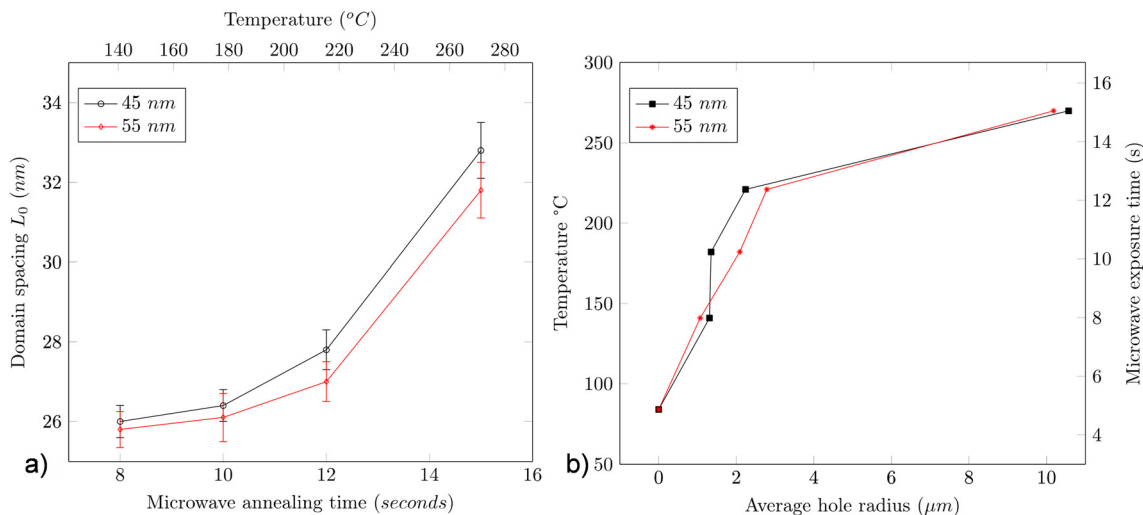 Temperature (°C)
140 160 180 200 220 240 260 280
34
32
30
28
26
Domain spacing L₀ (nm)
45 nm
55 nm
8 10 12 14 16
Microwave annealing time (seconds)
a)
300
250
200
150
100
50
Temperature °C
45 nm
55 nm
16
14
12
10
8
6
4
Microwave exposure time (s)
0 2 4 6 8 10
Average hole radius (μm)
b)